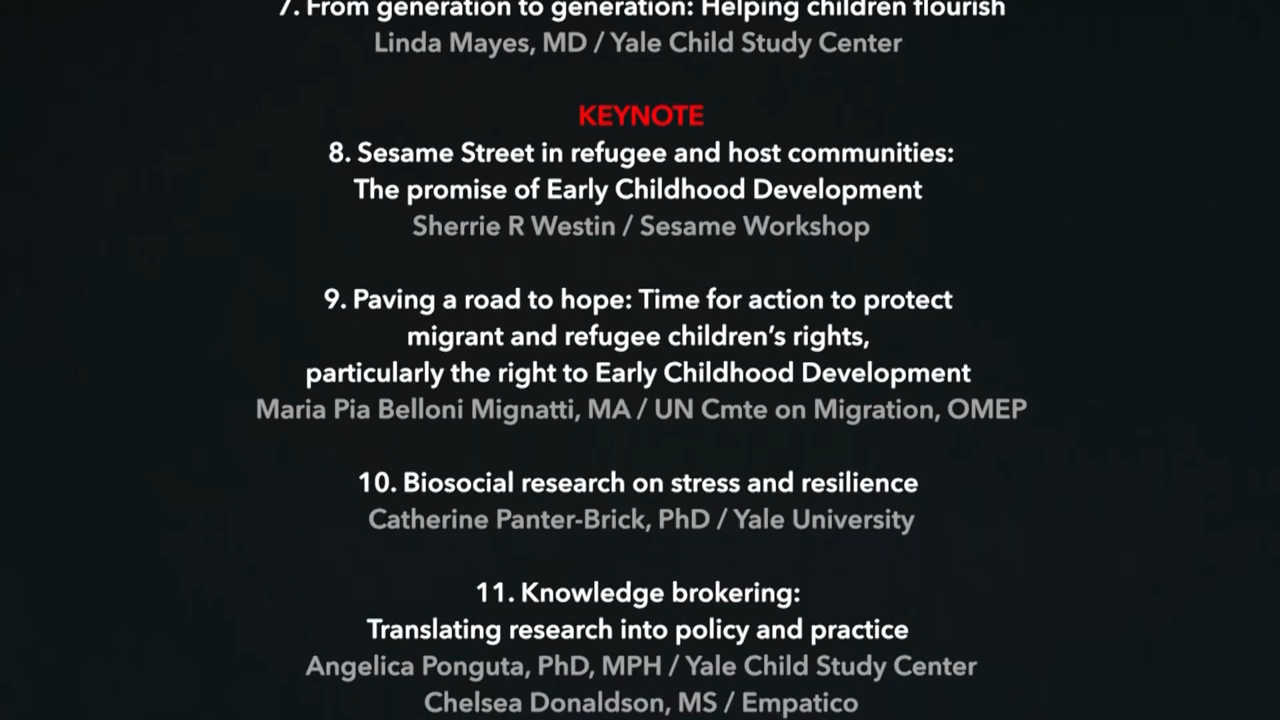 7. From generation to generation: Helping children flourish
Linda Mayes, MD / Yale Child Study Center
KEYNOTE
8. Sesame Street in refugee and host communities:
The promise of Early Childhood Development
Sherrie R Westin / Sesame Workshop
9. Paving a road to hope: Time for action to protect
migrant and refugee children’s rights,
particularly the right to Early Childhood Development
Maria Pia Belloni Mignatti, MA / UN Cmte on Migration, OMEP
10. Biosocial research on stress and resilience
Catherine Panter-Brick, PhD / Yale University
11. Knowledge brokering:
Translating research into policy and practice
Angelica Ponguta, PhD, MPH / Yale Child Study Center
Chelsea Donaldson, MS / Empatico